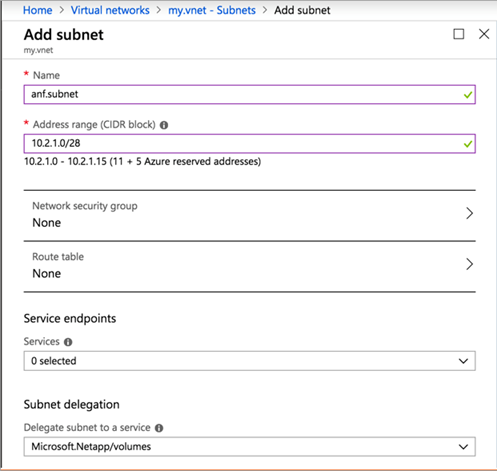 Home > Virtual networks > my.vnet - Subnets > Add subnet
Add subnet
my.vnet
* Name
anf.subnet
* Address range (CIDR block)
10.2.1.0/28
10.2.1.0 - 10.2.1.15 (11 + 5 Azure reserved addresses)
Network security group
None
Route table
None
Service endpoints
Services
0 selected
Subnet delegation
Delegate subnet to a service
Microsoft.Netapp/volumes